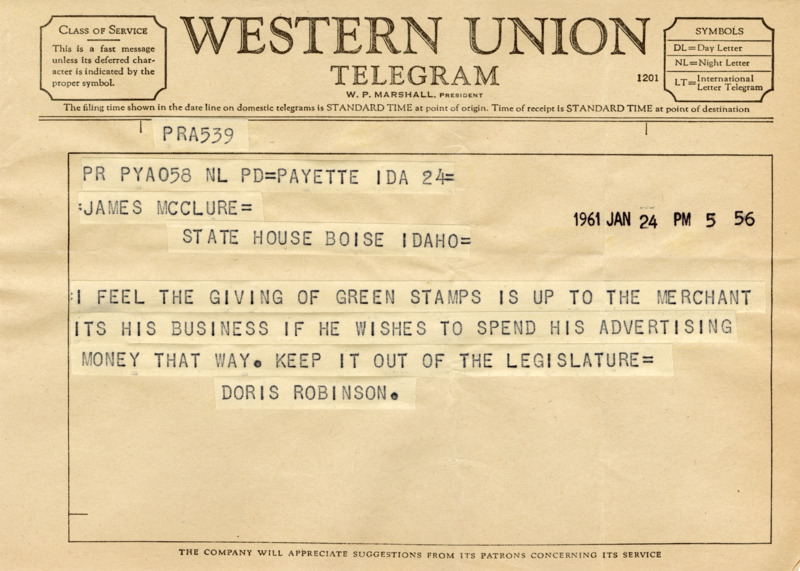 CLASS OF SERVICE
This is a fast message
unless its deferred char-
acter is indicated by the
proper symbol.
WESTERN UNION
TELEGRAM
W. P. MARSHALL, PRESIDENT
1201
SYMBOLS
DL=Day Letter
NL=Night Letter
LT=International Letter Telegram
The filing time shown in the date line on domestic telegrams is STANDARD TIME at point of origin. Time of receipt is STANDARD TIME at point of destination
PRA539
PR PYA058 NL PD=PAYETTE IDA 24=
:JAMES MCCLURE=
1961 JAN 24 PM 5 56
STATE HOUSE BOISE IDAHO=
:I FEEL THE GIVING OF GREEN STAMPS IS UP TO THE MERCHANT
ITS HIS BUSINESS IF HE WISHES TO SPEND HIS ADVERTISING
MONEY THAT WAY. KEEP IT OUT OF THE LEGISLATURE=
DORIS ROBINSON.
THE COMPANY WILL APPRECIATE SUGGESTIONS FROM ITS PATRONS CONCERNING ITS SERVICE